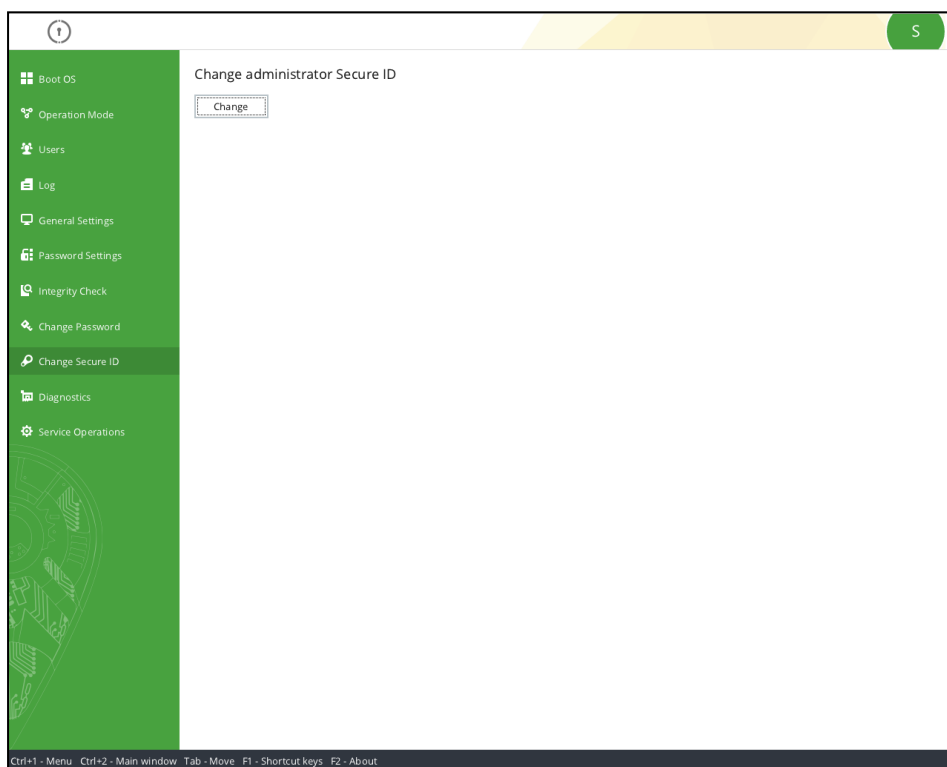 S
Boot OS
Operation Mode
Users
Log
General Settings
Password Settings
Integrity Check
Change Password
Change Secure ID
Diagnostics
Service Operations
Change administrator Secure ID
Change
Ctrl+1 - Menu Ctrl+2 - Main window Tab - Move F1 - Shortcut keys F2 - About